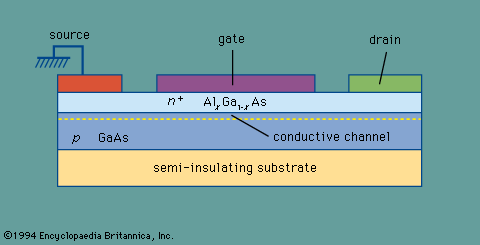 source
gate
drain
n+ AlxGa1-xAs
conductive channel
p GaAs
semi-insulating substrate
©1994 Encyclopaedia Britannica, Inc.